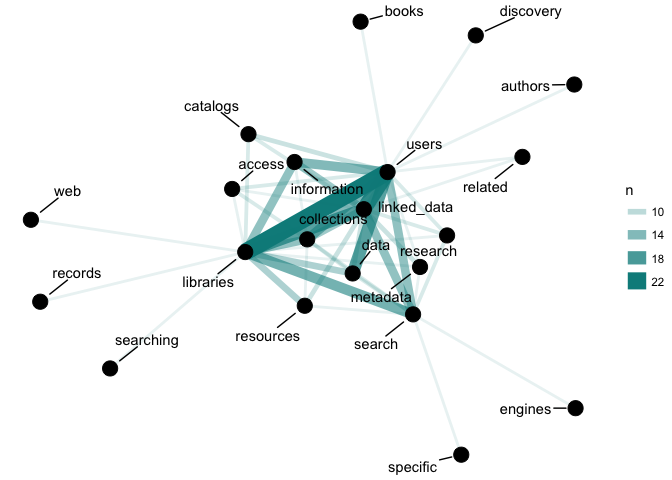 books
discovery
authors
catalogs
users
access
information
related
web
linked_data
collections
data
research
libraries
records
metadata
resources
search
searching
engines
specific
n
10
14
18
22